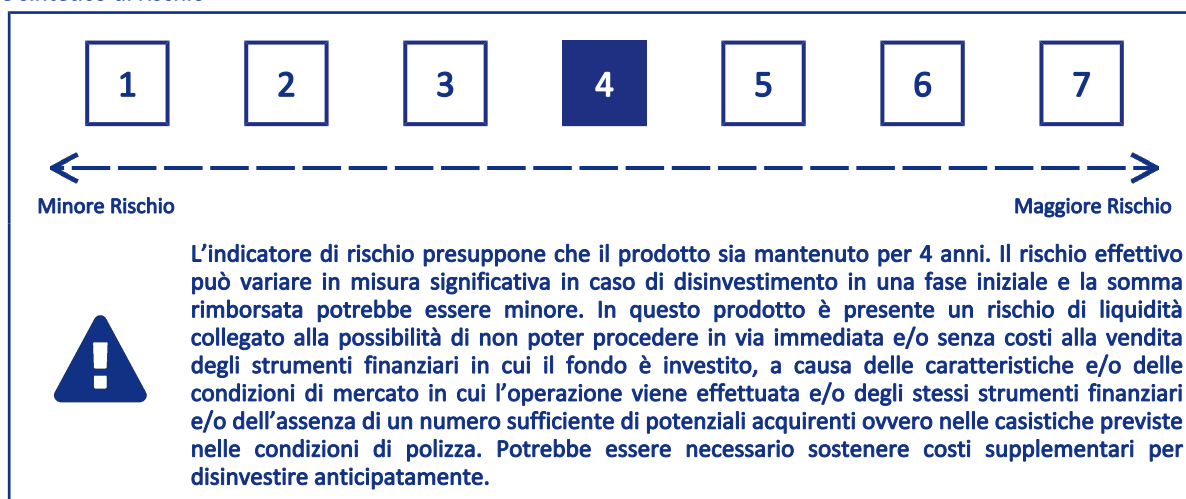 1 2 3 4 5 6 7
Minore Rischio Maggiore Rischio
L’indicatore di rischio presuppone che il prodotto sia mantenuto per 4 anni. Il rischio effettivo
può variare in misura significativa in caso di disinvestimento in una fase iniziale e la somma
rimborsata potrebbe essere minore. In questo prodotto è presente un rischio di liquidità
collegato alla possibilità di non poter procedere in via immediata e/o senza costi alla vendita
degli strumenti finanziari in cui il fondo è investito, a causa delle caratteristiche e/o delle
condizioni di mercato in cui l’operazione viene effettuata e/o degli stessi strumenti finanziari
e/o dell’assenza di un numero sufficiente di potenziali acquirenti ovvero nelle casistiche previste
nelle condizioni di polizza. Potrebbe essere necessario sostenere costi supplementari per
disinvestire anticipatamente.